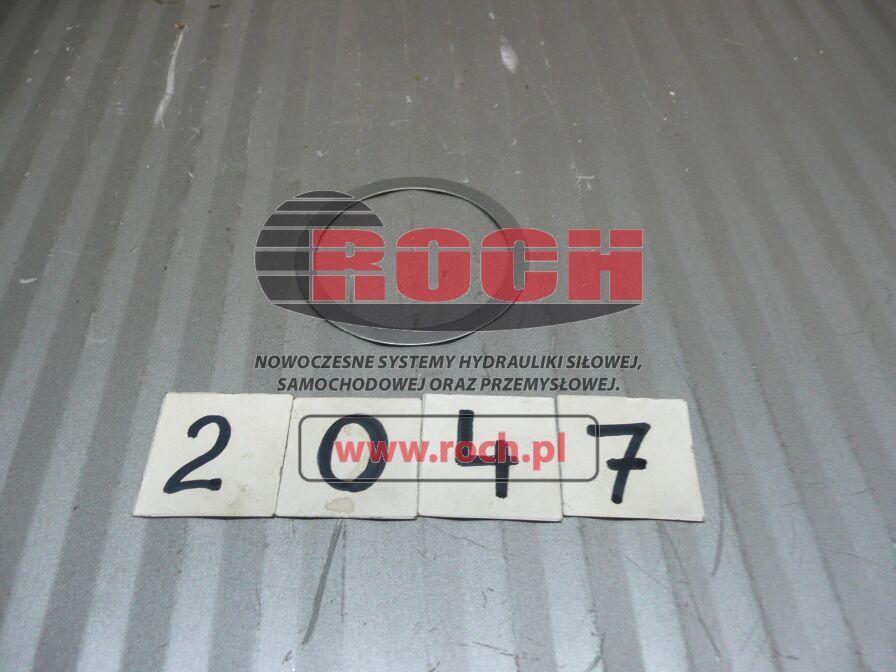 ROCH
NOWOCZESNE SYSTEMY HYDRAULIKI SIŁOWEJ,
SAMOCHODOWEJ ORAZ PRZEMYSŁOWEJ.
2 0 4 7
www.roch.pl